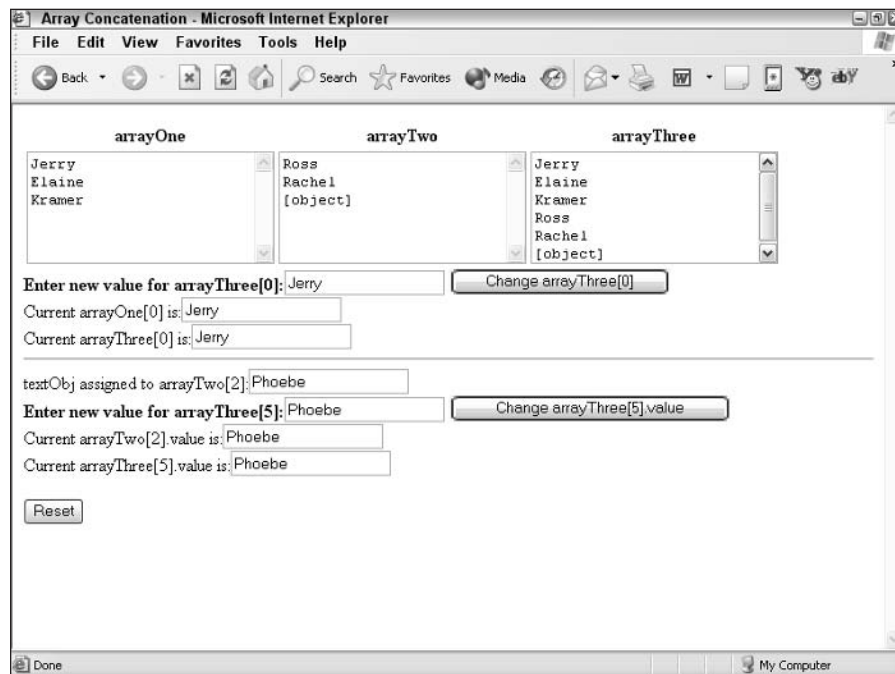 Array Concatenation - Microsoft Internet Explorer
File Edit View Favorites Tools Help
Back Search Favorites Media
arrayOne arrayTwo arrayThree
Jerry Ross Jerry
Elaine Rachel Elaine
Kramer [object] Kramer
Ross
Rachel
[object]
Enter new value for arrayThree[0]: Jerry Change arrayThree[0]
Current arrayOne[0] is: Jerry
Current arrayThree[0] is: Jerry
textObj assigned to arrayTwo[2]: Phoebe
Enter new value for arrayThree[5]: Phoebe Change arrayThree[5].value
Current arrayTwo[2].value is: Phoebe
Current arrayThree[5].value is: Phoebe
Reset
Done My Computer